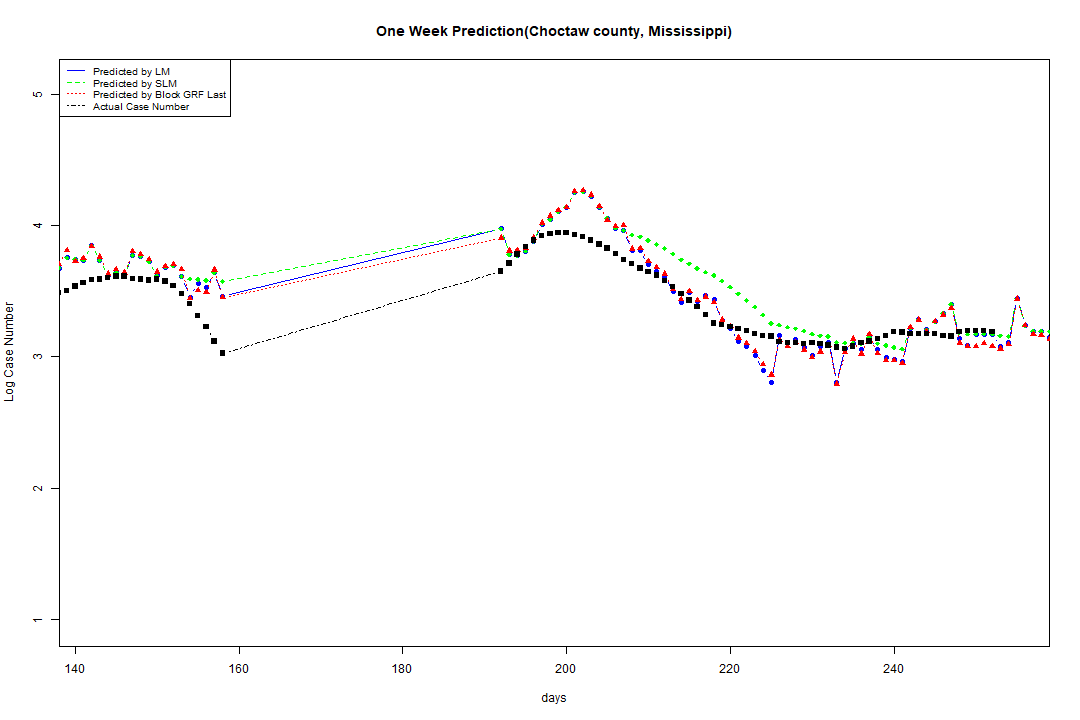 One Week Prediction(Choctaw county, Mississippi)
Predicted by LM
Predicted by SLM
Predicted by Block GRF Last
Actual Case Number
5
4
3
2
1
Log Case Number
140 160 180 200 220 240
days